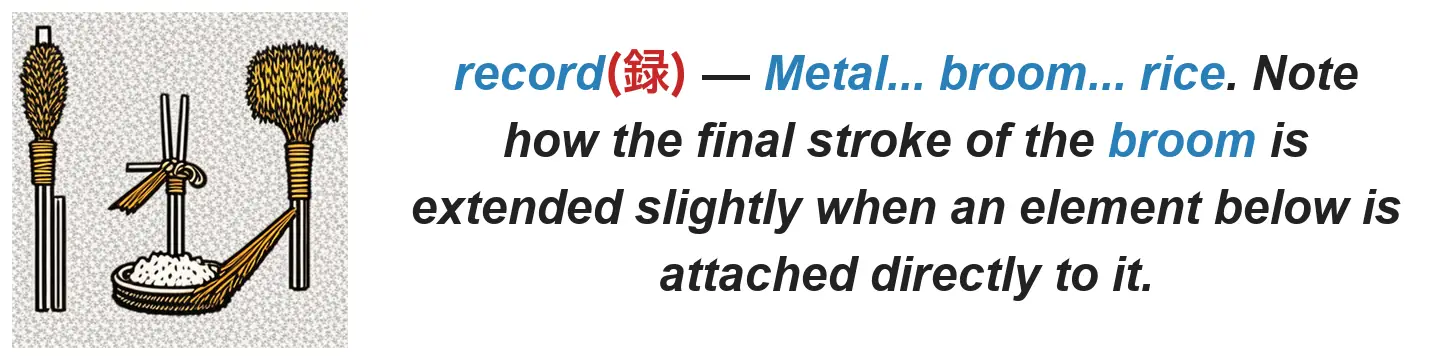 record(録) — Metal... broom... rice. Note
how the final stroke of the broom is
extended slightly when an element below is
attached directly to it.